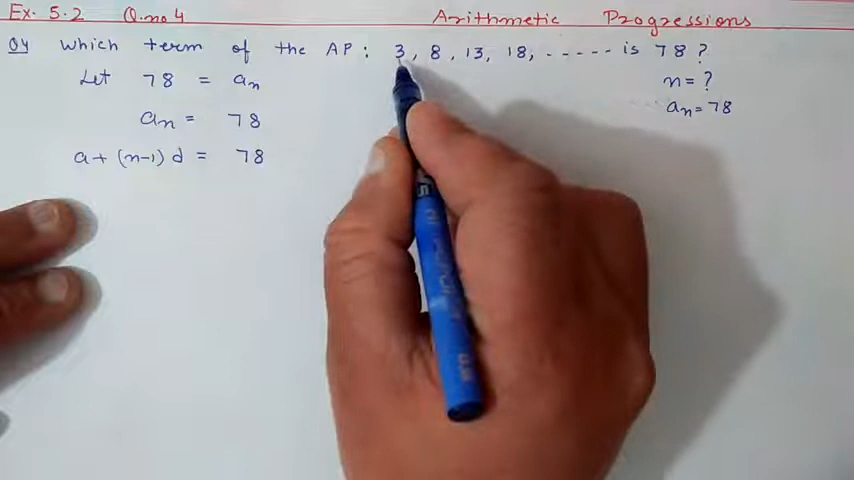 Ex. 5.2 Q.no 4 Arithmetic Progressions
Q4 Which term of the AP : 3, 8, 13, 18, ----- is 78 ?
Let 78 = an n = ?
an = 78 an = 78
a + (n-1) d = 78